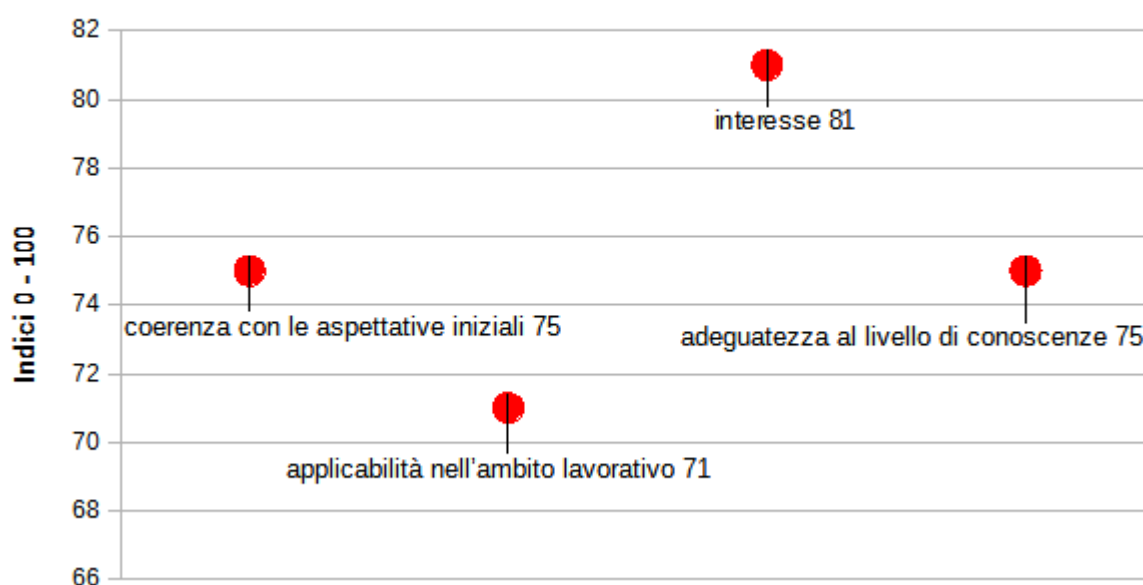 82
80
interesse 81
78
76
Indici 0 - 100
74
coerenza con le aspettative iniziali 75
adeguatezza al livello di conoscenze 75
72
70
applicabilità nell'ambito lavorativo 71
68
66